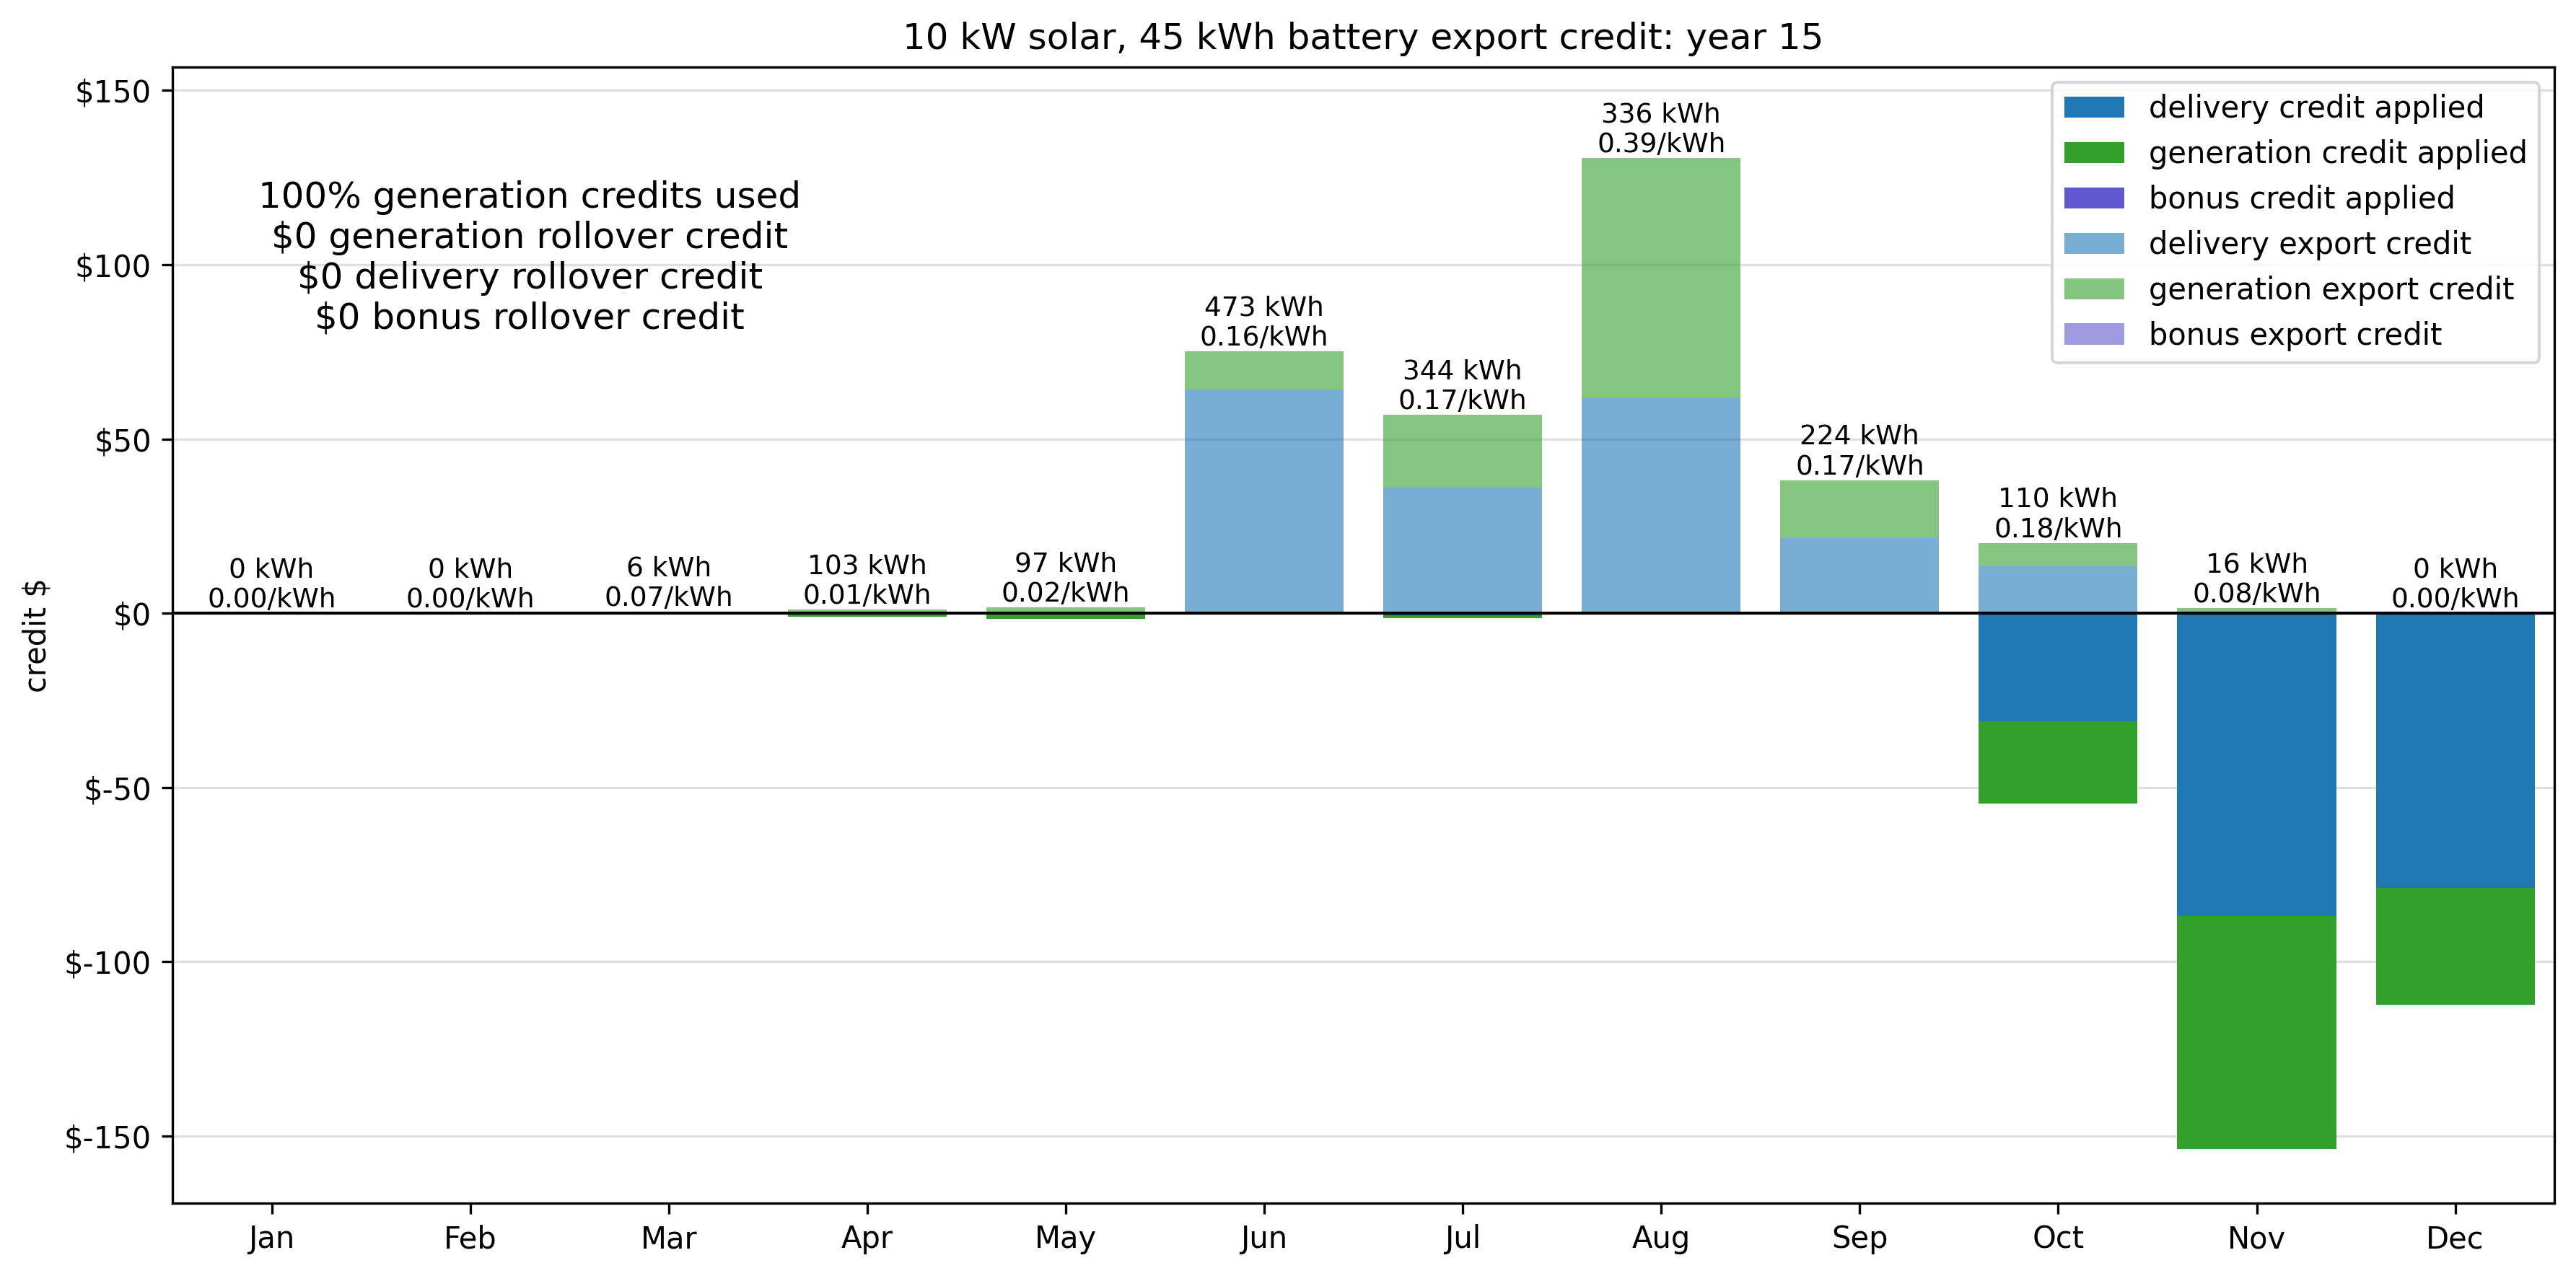 10 kW solar, 45 kWh battery export credit: year 15
credit $
$150
$100
$50
$0
$-50
$-100
$-150
100% generation credits used
$0 generation rollover credit
$0 delivery rollover credit
$0 bonus rollover credit
delivery credit applied
generation credit applied
bonus credit applied
delivery export credit
generation export credit
bonus export credit
0 kWh
0.00/kWh
0 kWh
0.00/kWh
6 kWh
0.07/kWh
103 kWh
0.01/kWh
97 kWh
0.02/kWh
473 kWh
0.16/kWh
344 kWh
0.17/kWh
336 kWh
0.39/kWh
224 kWh
0.17/kWh
110 kWh
0.18/kWh
16 kWh
0.08/kWh
0 kWh
0.00/kWh
Jan
Feb
Mar
Apr
May
Jun
Jul
Aug
Sep
Oct
Nov
Dec